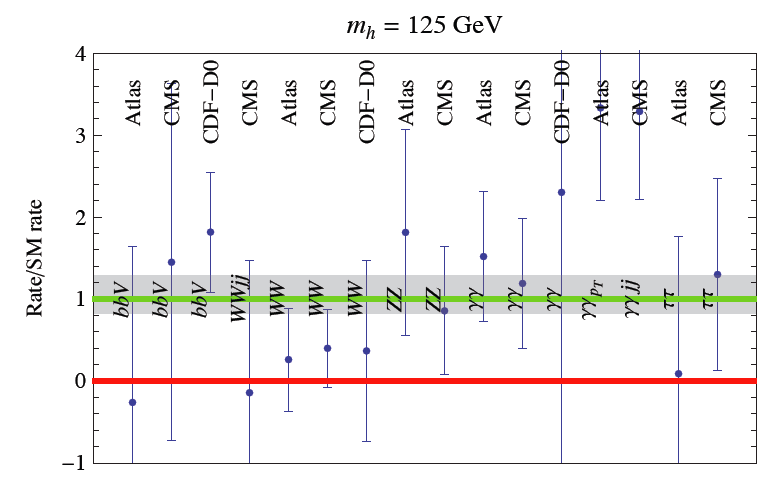 m_h = 125 GeV
Rate/SM rate
4
3
2
1
0
−1
Atlas
CMS
CDF−D0
CMS
Atlas
CMS
CDF−D0
Atlas
CMS
Atlas
CMS
CDF−D0
Atlas
CMS
Atlas
CMS
bbV
bbV
bbV
WWjj
WW
WW
WW
ZZ
ZZ
γγ
γγ
γγ
γγ p_T
γγ jj
ττ
ττ